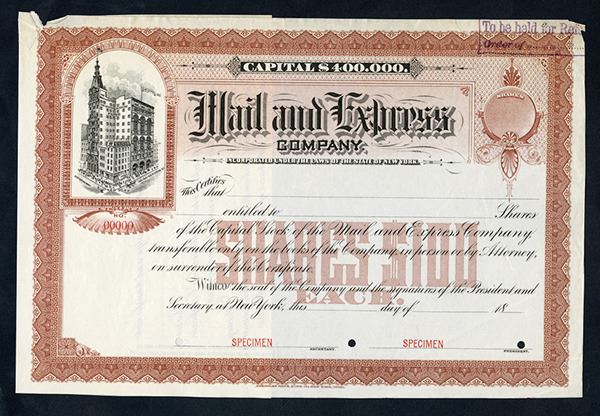 To be held for
Order of
CAPITAL $400.000.
Mail and Express
COMPANY.
INCORPORATED UNDER THE LAWS OF THE STATE OF NEW YORK.
This Certifies
that
NO.
00000
entitled to Shares
of the Capital Stock of the Mail and Express Company
transferable only on the books of the Company, in person or by Attorney,
on surrender of this Certificate.
SHARES $100
EACH.
Witness the seal of the Company and the signatures of the President and
Secretary, at New York, this day of 18
SPECIMEN SPECIMEN
SECRETARY. PRESIDENT.